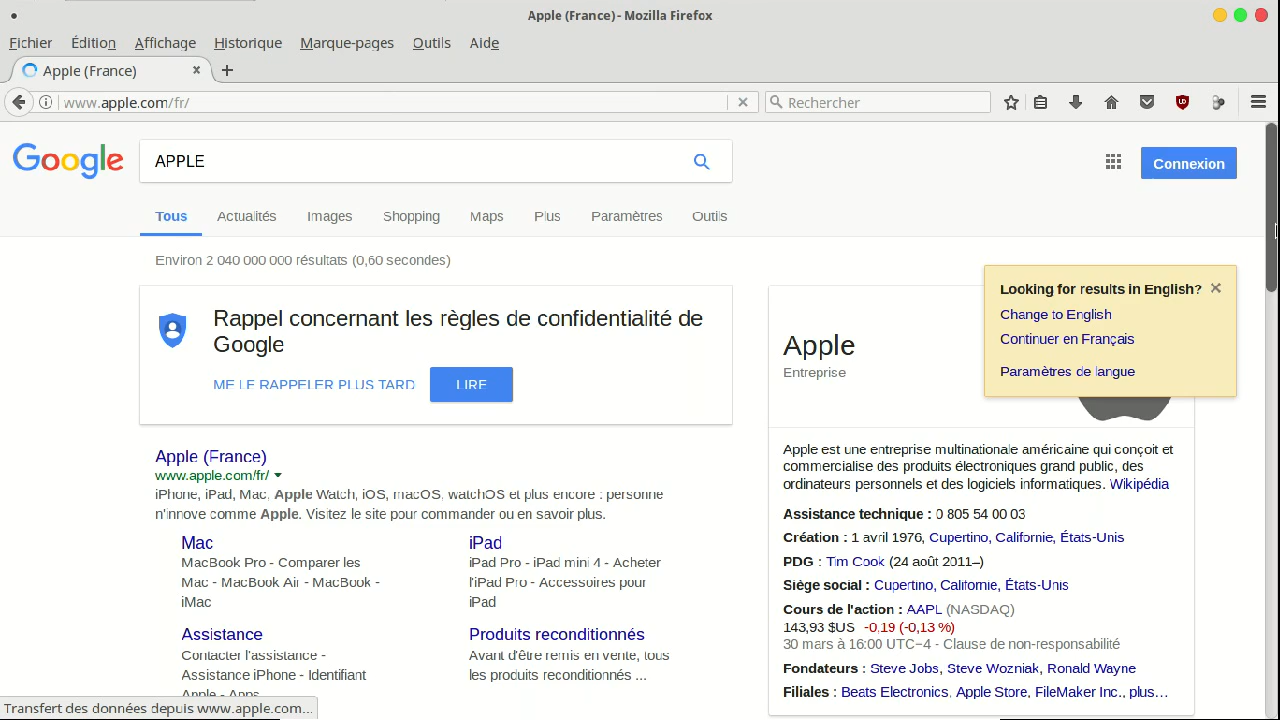 Apple (France) - Mozilla Firefox
Fichier Édition Affichage Historique Marque-pages Outils Aide
Apple (France)
www.apple.com/fr/
Rechercher
Google
APPLE
Connexion
Tous Actualités Images Shopping Maps Plus Paramètres Outils
Environ 2 040 000 000 résultats (0,60 secondes)
Rappel concernant les règles de confidentialité de
Google
ME LE RAPPELER PLUS TARD LIRE
Apple (France)
www.apple.com/fr/
iPhone, iPad, Mac, Apple Watch, iOS, macOS, watchOS et plus encore : personne
n'innove comme Apple. Visitez le site pour commander ou en savoir plus.
Mac
MacBook Pro - Comparer les
Mac - MacBook Air - MacBook -
iMac
iPad
iPad Pro - iPad mini 4 - Acheter
l'iPad Pro - Accessoires pour
iPad
Assistance
Contacter l'assistance -
Assistance iPhone - Identifiant
Apple - Apps
Produits reconditionnés
Avant d'être remis en vente, tous
les produits reconditionnés ...
Looking for results in English?
Change to English
Continuer en Français
Paramètres de langue
Apple
Entreprise
Apple est une entreprise multinationale américaine qui conçoit et
commercialise des produits électroniques grand public, des
ordinateurs personnels et des logiciels informatiques. Wikipédia
Assistance technique : 0 805 54 00 03
Création : 1 avril 1976, Cupertino, Californie, États-Unis
PDG : Tim Cook (24 août 2011–)
Siège social : Cupertino, Californie, États-Unis
Cours de l'action : AAPL (NASDAQ)
143,93 $US -0,19 (-0,13 %)
30 mars à 16:00 UTC−4 - Clause de non-responsabilité
Fondateurs : Steve Jobs, Steve Wozniak, Ronald Wayne
Filiales : Beats Electronics, Apple Store, FileMaker Inc., plus…
Transfert des données depuis www.apple.com...